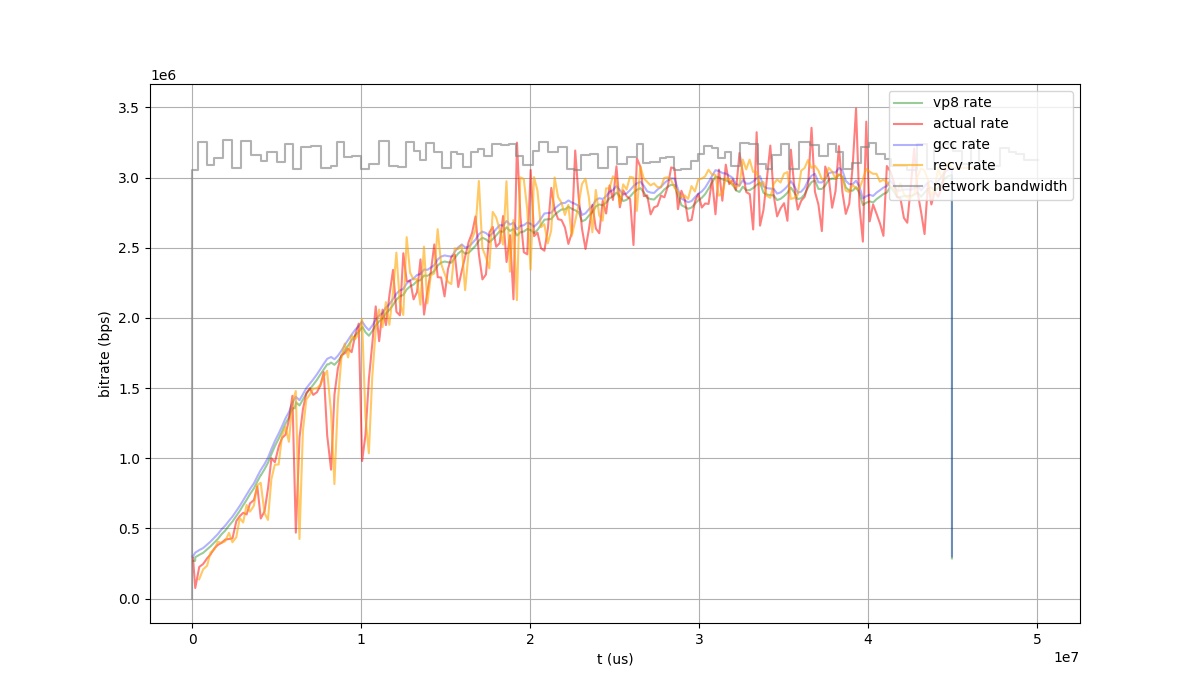 1e6
3.5
3.0
2.5
2.0
1.5
1.0
0.5
0.0
bitrate (bps)
vp8 rate
actual rate
gcc rate
recv rate
network bandwidth
0
1
2
3
4
5
t (us)
1e7